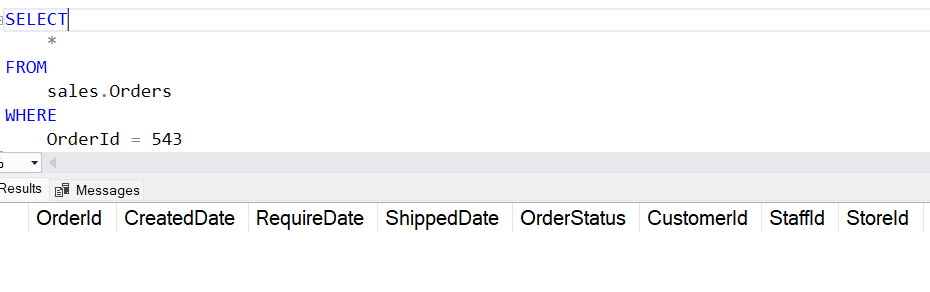 SELECT
*
FROM
sales.Orders
WHERE
OrderId = 543
Results Messages
OrderId CreatedDate RequireDate ShippedDate OrderStatus CustomerId StaffId StoreId